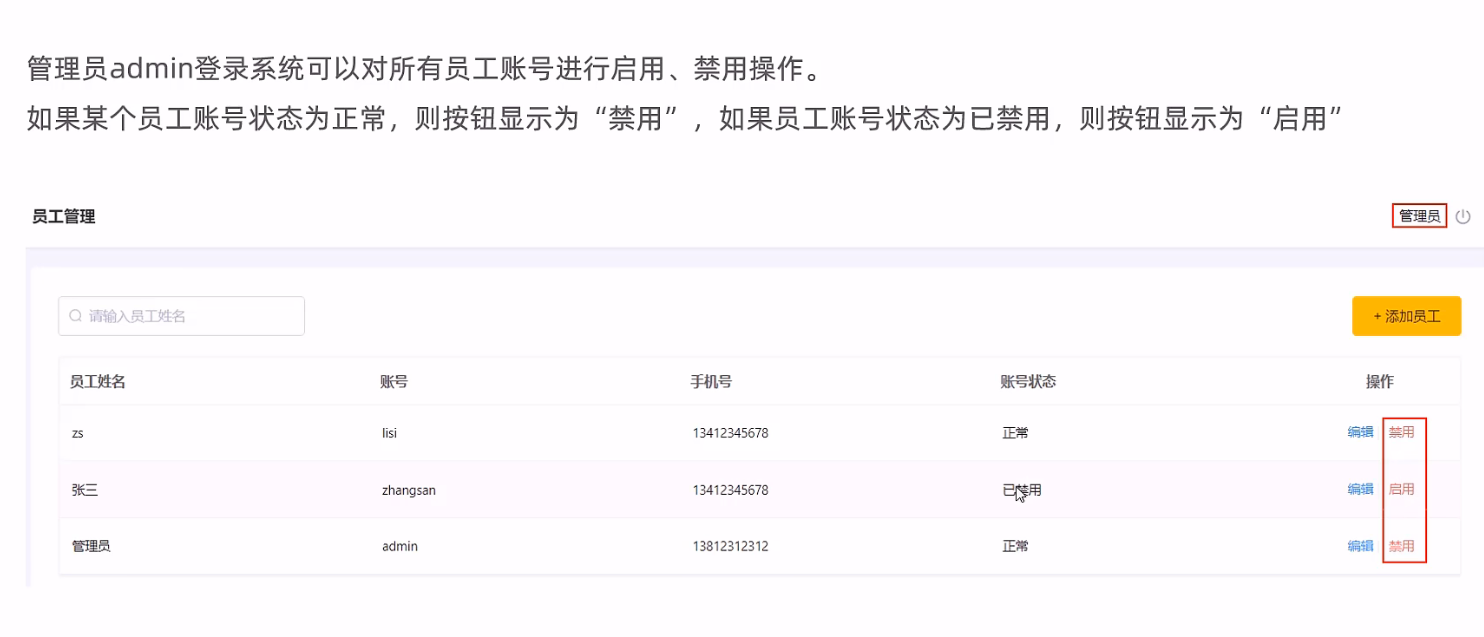 管理员admin登录系统可以对所有员工账号进行启用、禁用操作。
如果某个员工账号状态为正常，则按钮显示为“禁用”，如果员工账号状态为已禁用，则按钮显示为“启用”
员工管理 管理员
请输入员工姓名 + 添加员工
员工姓名 账号 手机号 账号状态 操作
zs lisi 13412345678 正常 编辑 禁用
张三 zhangsan 13412345678 已禁用 编辑 启用
管理员 admin 13812312312 正常 编辑 禁用